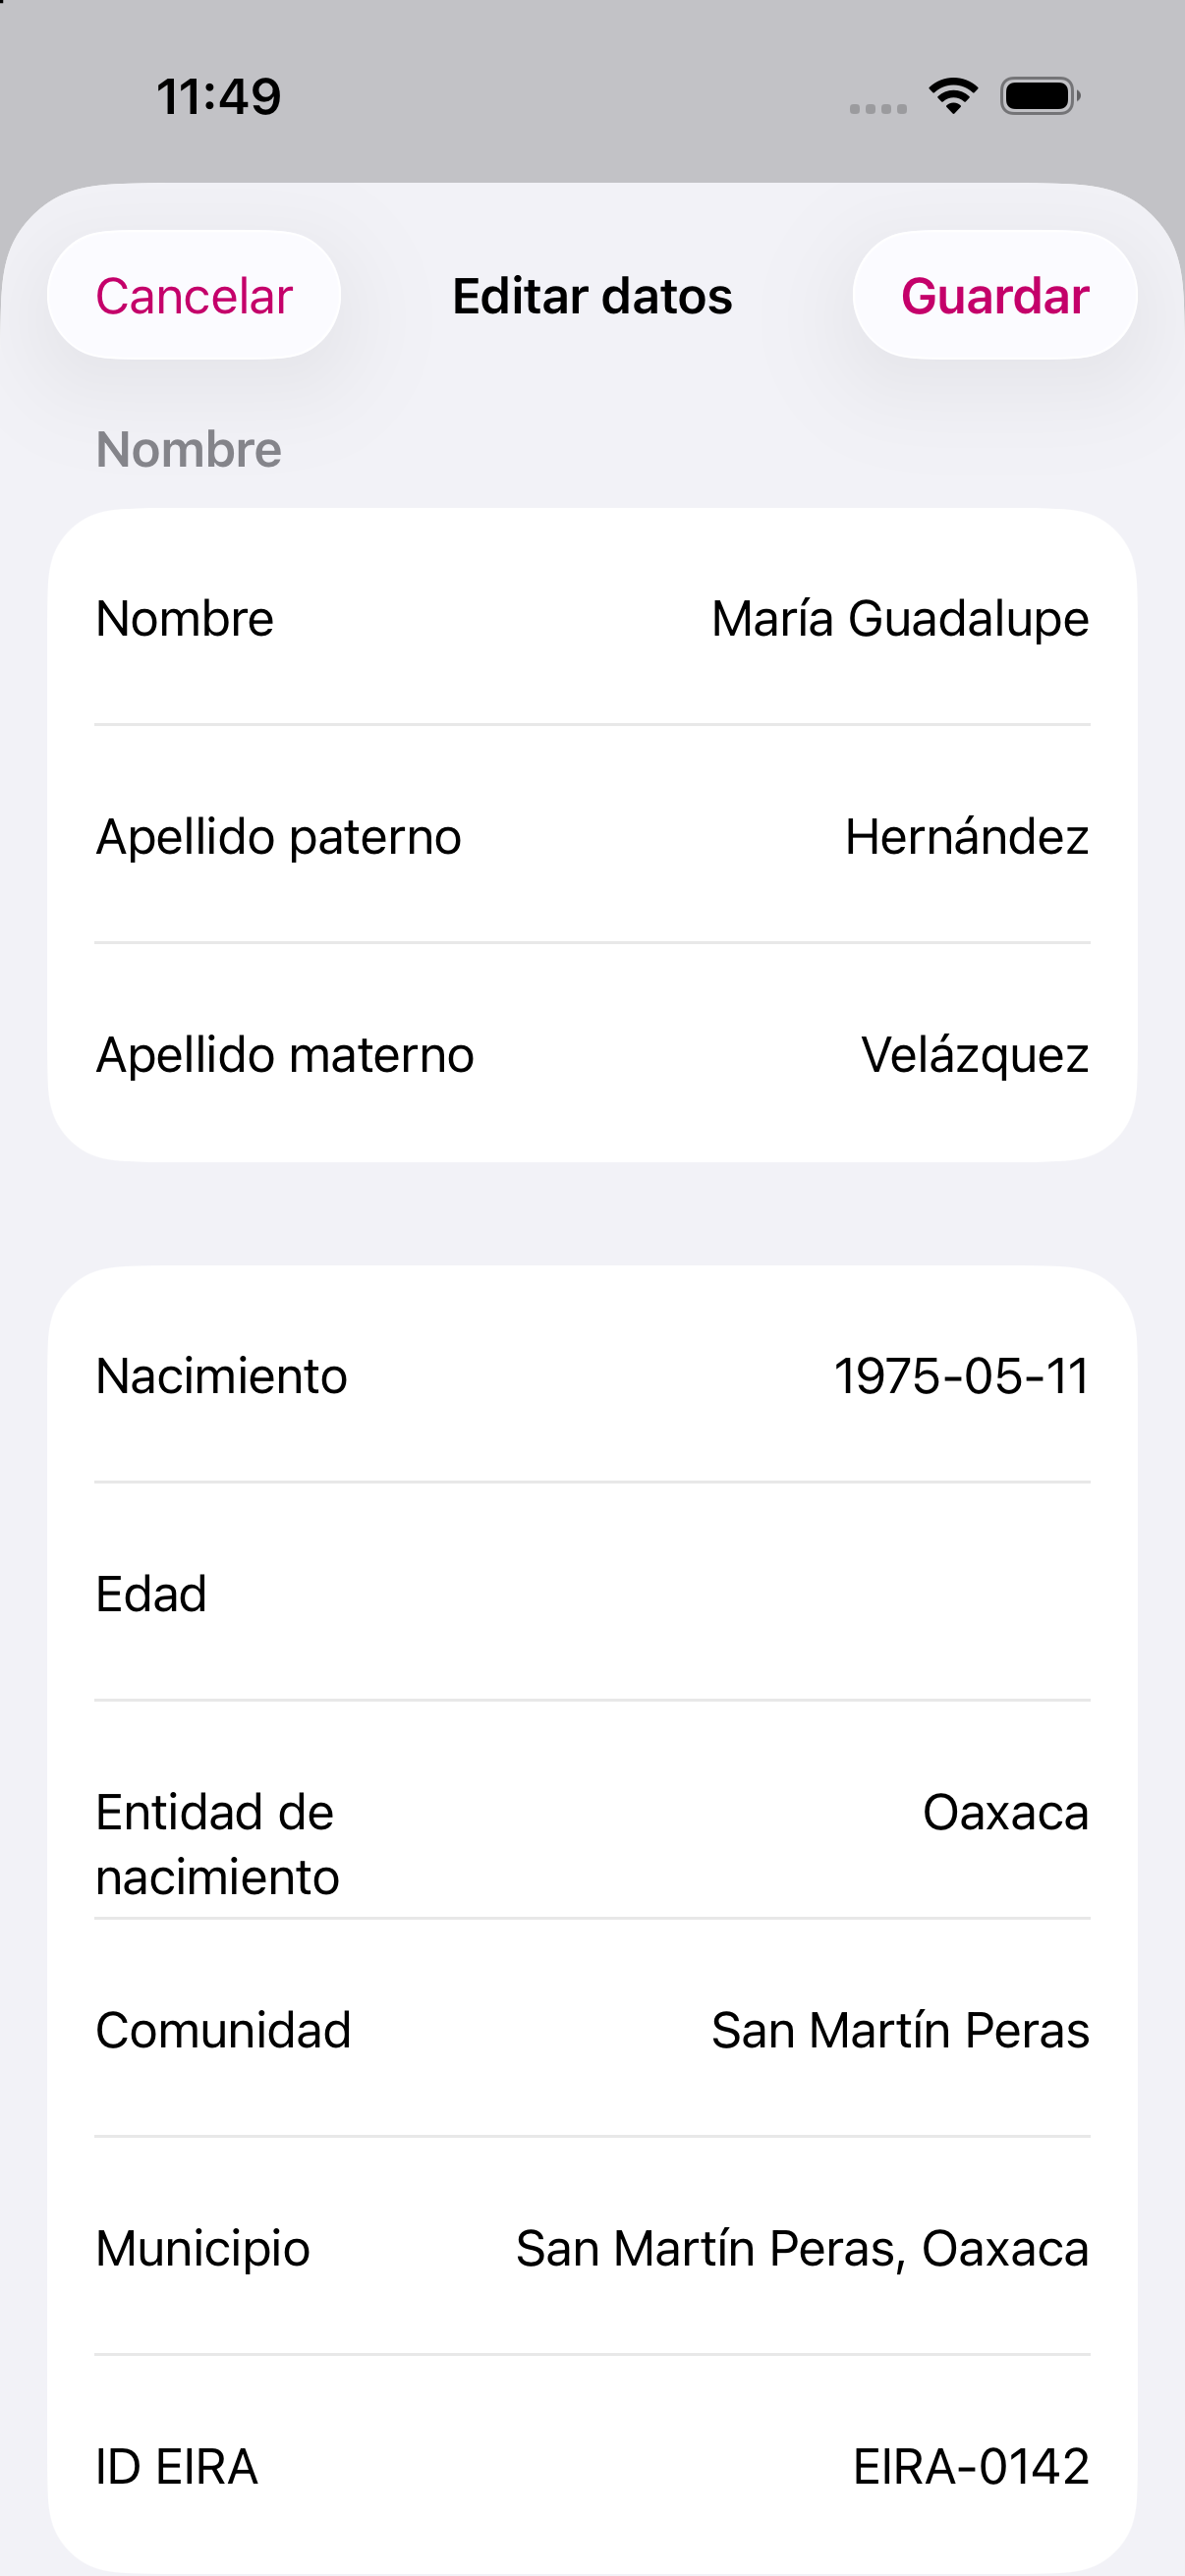 11:49
Cancelar
Editar datos
Guardar
Nombre
Nombre
María Guadalupe
Apellido paterno
Hernández
Apellido materno
Velázquez
Nacimiento
1975-05-11
Edad
Entidad de
nacimiento
Oaxaca
Comunidad
San Martín Peras
Municipio
San Martín Peras, Oaxaca
ID EIRA
EIRA-0142